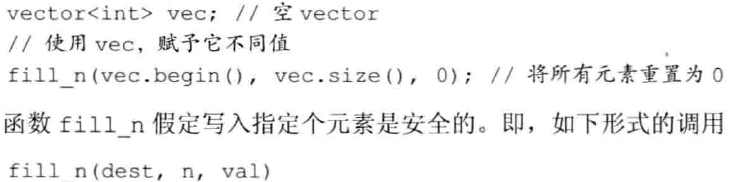 vector<int> vec; // 空 vector
// 使用 vec, 赋予它不同值
fill_n(vec.begin(), vec.size(), 0); // 将所有元素重置为 0
函数 fill_n 假定写入指定个元素是安全的。即，如下形式的调用
fill_n(dest, n, val)